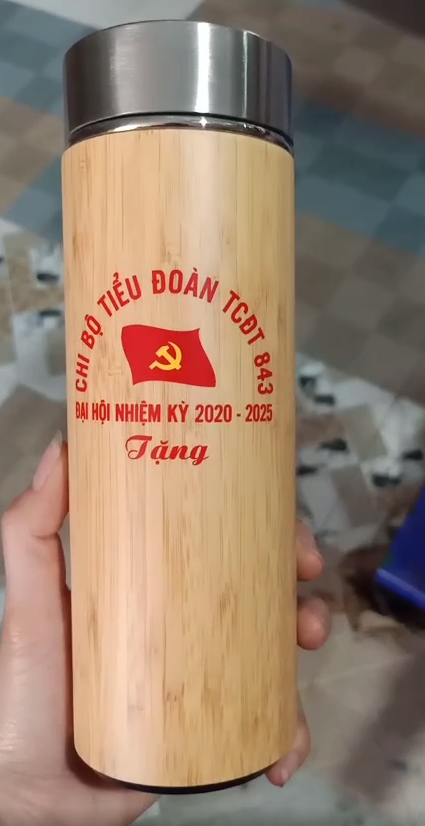 CHI BỘ TIỂU ĐOÀN TCĐT 843
ĐẠI HỘI NHIỆM KỲ 2020 - 2025
Tặng